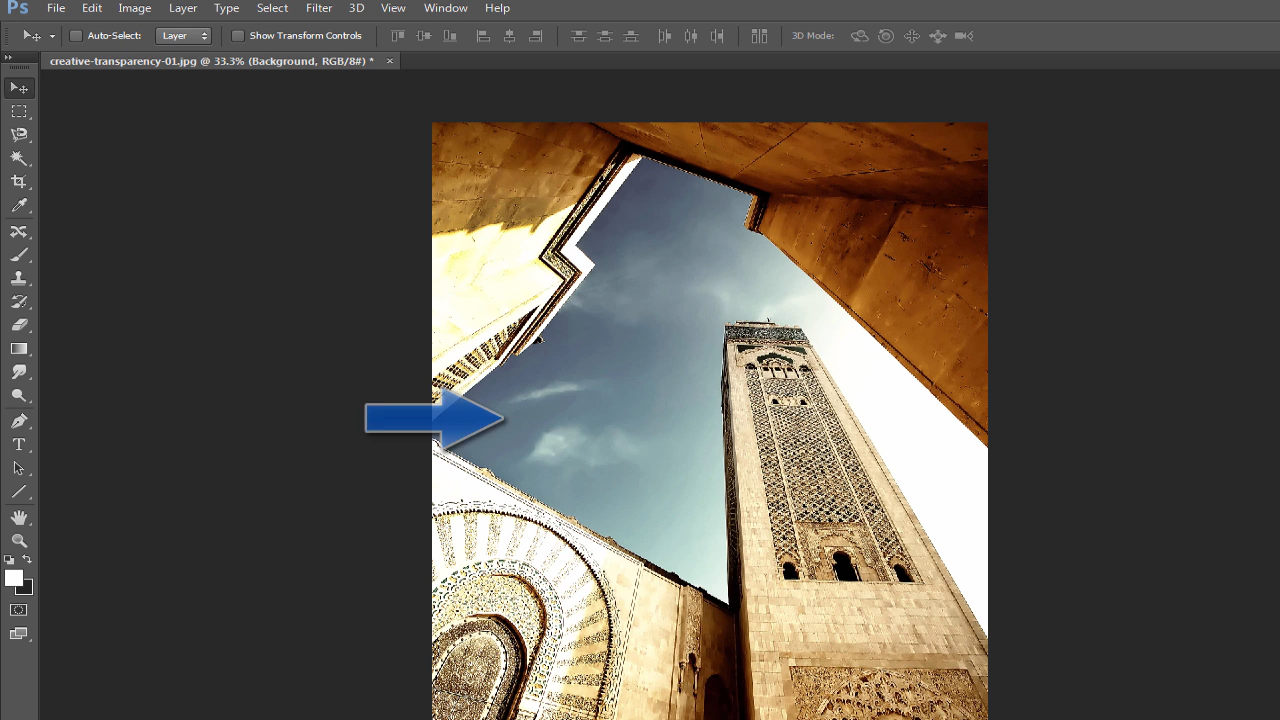 Ps File Edit Image Layer Type Select Filter 3D View Window Help
Auto-Select: Layer Show Transform Controls 3D Mode:
creative-transparency-01.jpg @ 33.3% (Background, RGB/8#) * ×
T